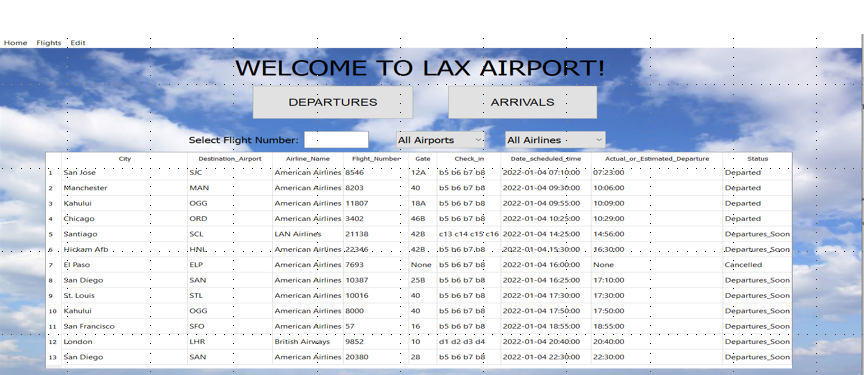 Home Flights Edit
WELCOME TO LAX AIRPORT!
DEPARTURES ARRIVALS
Select Flight Number: All Airports All Airlines
City Destination_Airport Airline_Name Flight_Number Gate Check_in Date_scheduled_time Actual_or_Estimated_Departure Status
1 San Jose SJC American Airlines 8546 12A b5 b6 b7 b8 2022-01-04 07:10:00 07:23:00 Departed
2 Manchester MAN American Airlines 8203 40 b5 b6 b7 b8 2022-01-04 09:30:00 10:06:00 Departed
3 Kahului OGG American Airlines 11807 18A b5 b6 b7 b8 2022-01-04 09:55:00 10:09:00 Departed
4 Chicago ORD American Airlines 3402 46B b5 b6 b7 b8 2022-01-04 10:25:00 10:29:00 Departed
5 Santiago SCL LAN Airlines 21138 42B c13 c14 c15 c16 2022-01-04 14:25:00 14:56:00 Departures_Soon
6 Hickam Afb HNL American Airlines 22346 42B b5 b6 b7 b8 2022-01-04 15:30:00 16:30:00 Departures_Soon
7 El Paso ELP American Airlines 7693 None b5 b6 b7 b8 2022-01-04 16:00:00 None Cancelled
8 San Diego SAN American Airlines 10387 25B b5 b6 b7 b8 2022-01-04 16:25:00 17:10:00 Departures_Soon
9 St. Louis STL American Airlines 10016 40 b5 b6 b7 b8 2022-01-04 17:30:00 17:30:00 Departures_Soon
10 Kahului OGG American Airlines 8000 40 b5 b6 b7 b8 2022-01-04 17:50:00 17:50:00 Departures_Soon
11 San Francisco SFO American Airlines 57 16 b5 b6 b7 b8 2022-01-04 18:55:00 18:55:00 Departures_Soon
12 London LHR British Airways 9852 10 d1 d2 d3 d4 2022-01-04 20:40:00 20:40:00 Departures_Soon
13 San Diego SAN American Airlines 20380 28 b5 b6 b7 b8 2022-01-04 22:30:00 22:30:00 Departures_Soon